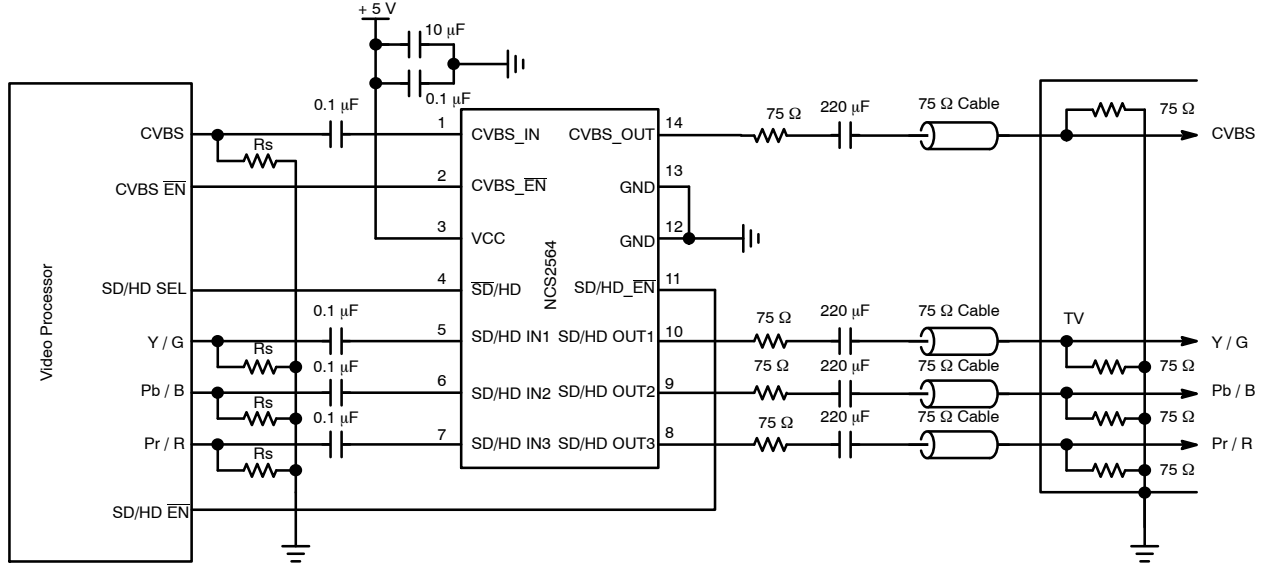 + 5 V
10 μF
0.1 μF
0.1 μF
75 Ω
220 μF
75 Ω Cable
75 Ω
CVBS
Rs
1
CVBS_IN
CVBS_OUT
14
CVBS
CVBS E̅N̅
2
CVBS_E̅N̅
GND
13
3
VCC
GND
12
Video Processor
NCS2564
SD/HD SEL
4
S̅D̅/HD
SD/HD_E̅N̅
11
0.1 μF
75 Ω
220 μF
75 Ω Cable
TV
Y / G
5
SD/HD IN1
SD/HD OUT1
10
Y / G
Rs
0.1 μF
75 Ω
220 μF
75 Ω Cable
75 Ω
Pb / B
6
SD/HD IN2
SD/HD OUT2
9
Pb / B
Rs
0.1 μF
75 Ω
220 μF
75 Ω Cable
75 Ω
Pr / R
7
SD/HD IN3
SD/HD OUT3
8
Pr / R
Rs
75 Ω
SD/HD E̅N̅